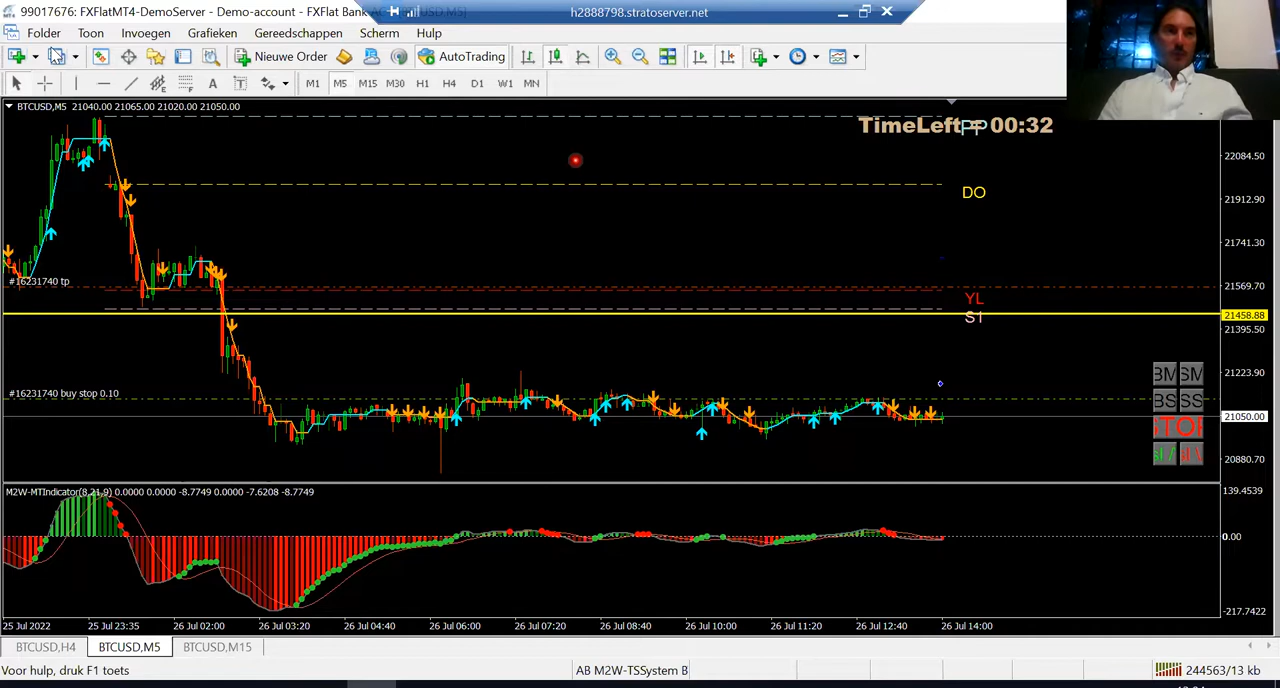 99017676: FXFlatMT4-DemoServer - Demo-account - FXFlat Bank
h2888798.stratoserver.net
Folder Toon Invoegen Grafieken Gereedschappen Scherm Help
Nieuwe Order AutoTrading
A T M1 M5 M15 M30 H1 H4 D1 W1 MN
BTCUSD,M5 21040.00 21065.00 21020.00 21050.00
TimeLeft = 00:32
PP
22084.50
DO
21912.90
21741.30
#16231740 tp
21569.70
YL
S1
21458.88
21395.50
21223.90
BM SM
#16231740 buy stop 0.10
BS SS
21050.00
STOP
20880.70
M2W-MTIndicator(8,21,9) 0.0000 0.0000 -8.7749 0.0000 -7.6208 -8.7749
139.4539
0.00
-217.7422
25 Jul 2022 25 Jul 23:35 26 Jul 02:00 26 Jul 03:20 26 Jul 04:40 26 Jul 06:00 26 Jul 07:20 26 Jul 08:40 26 Jul 10:00 26 Jul 11:20 26 Jul 12:40 26 Jul 14:00
BTCUSD,H4 BTCUSD,M5 BTCUSD,M15
Voor hulp, druk F1 toets AB M2W-TSSystem B 244563/13 kb